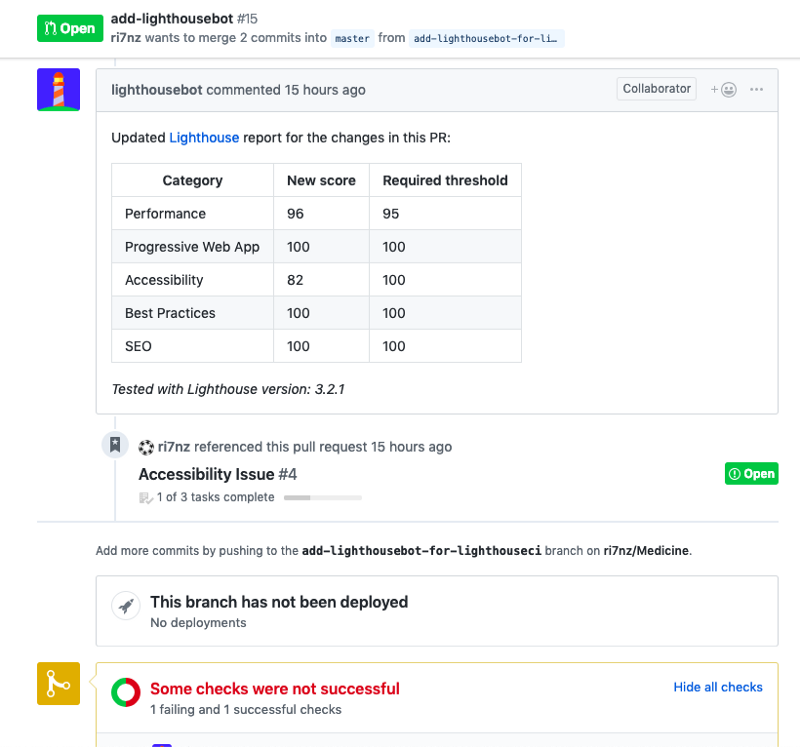 Open
add-lighthousebot #15
ri7nz wants to merge 2 commits into master from add-lighthousebot-for-li…
lighthousebot commented 15 hours ago
Collaborator
Updated Lighthouse report for the changes in this PR:
Category New score Required threshold
Performance 96 95
Progressive Web App 100 100
Accessibility 82 100
Best Practices 100 100
SEO 100 100
Tested with Lighthouse version: 3.2.1
ri7nz referenced this pull request 15 hours ago
Accessibility Issue #4
Open
1 of 3 tasks complete
Add more commits by pushing to the add-lighthousebot-for-lighthouseci branch on ri7nz/Medicine.
This branch has not been deployed
No deployments
Some checks were not successful
Hide all checks
1 failing and 1 successful checks